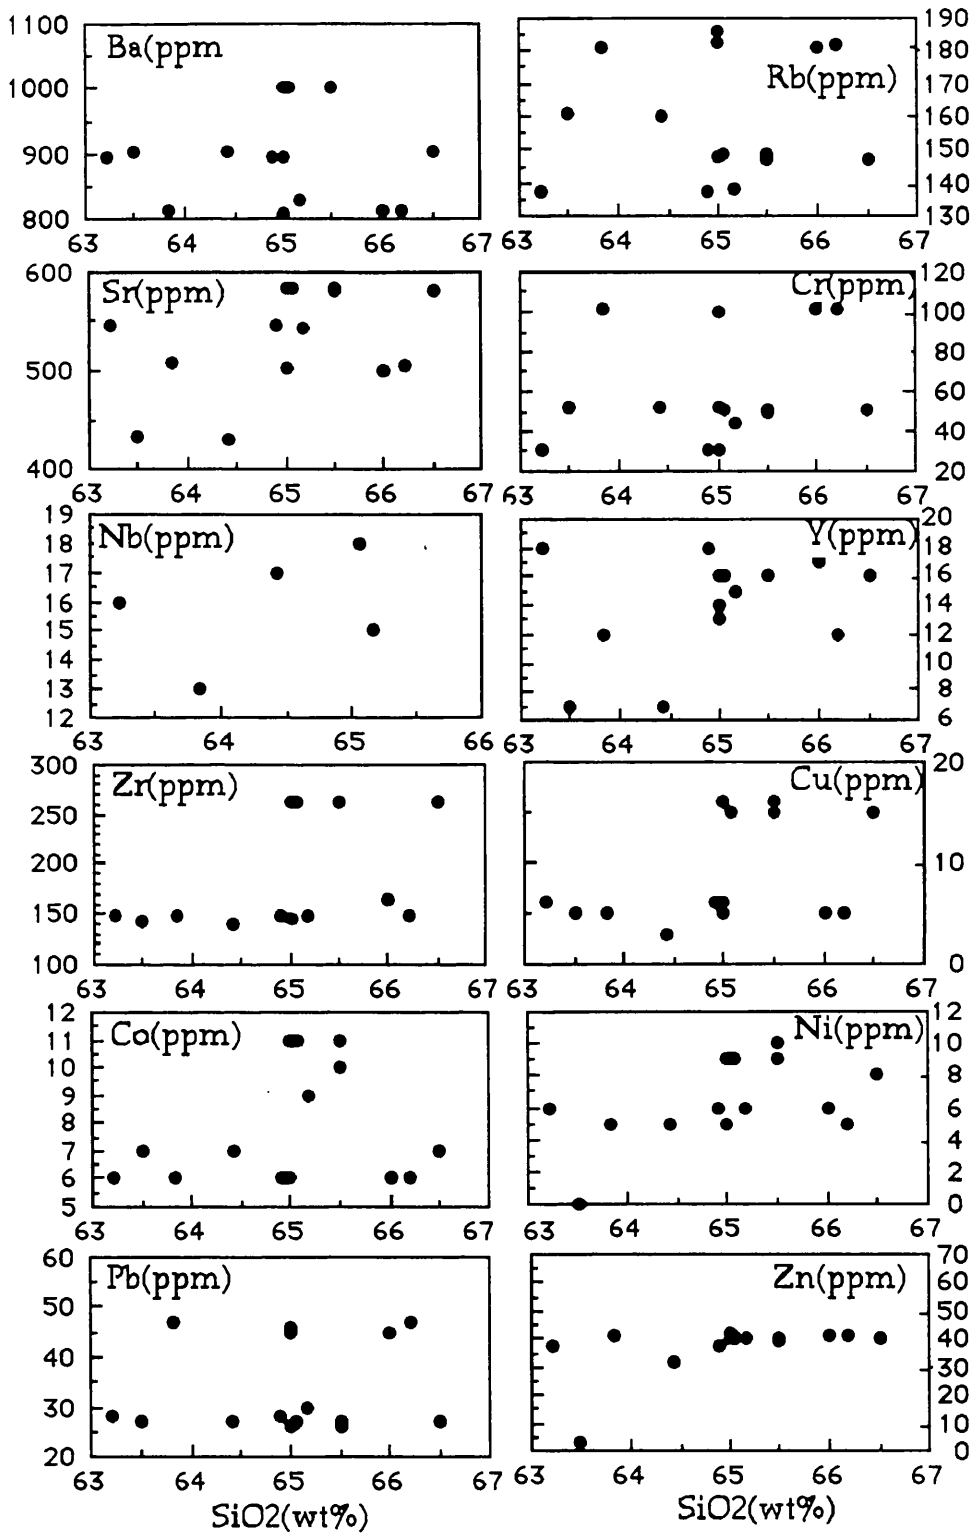 1100
Ba(ppm
1000
900
800
63 64 65 66 67
190
180
Rb(ppm)
170
160
150
140
130
63 64 65 66 67
600
Sr(ppm)
500
400
63 64 65 66 67
120
Cr(ppm)
100
80
60
40
20
63 64 65 66 67
19
Nb(ppm)
18
17
16
15
14
13
12
63 64 65 66
20
Y(ppm)
18
16
14
12
10
8
6
63 64 65 66 67
300
Zr(ppm)
250
200
150
100
63 64 65 66 67
20
Cu(ppm)
10
0
63 64 65 66 67
12
Co(ppm)
11
10
9
8
7
6
5
63 64 65 66 67
12
Ni(ppm)
10
8
6
4
2
0
63 64 65 66 67
60
Pb(ppm)
50
40
30
20
63 64 65 66 67
SiO2(wt%)
70
Zn(ppm)
60
50
40
30
20
10
0
63 64 65 66 67
SiO2(wt%)